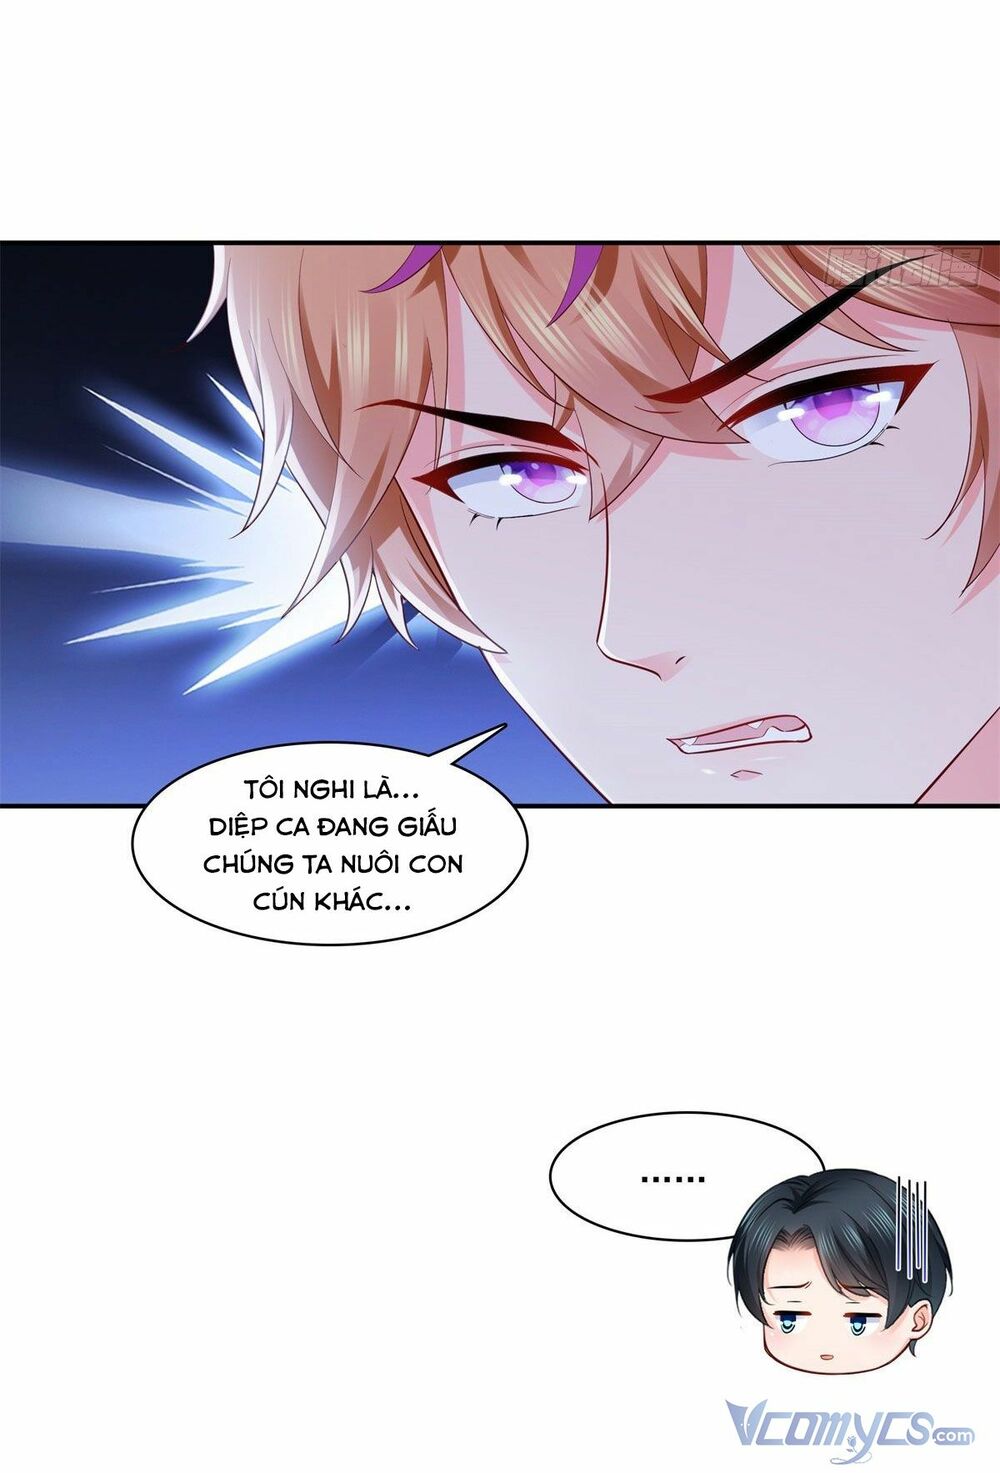 TÔI NGHI LÀ...
DIỆP CA ĐANG GIẤU
CHÚNG TA NUÔI CON
CÚN KHÁC...
......
VCOMYCS.com